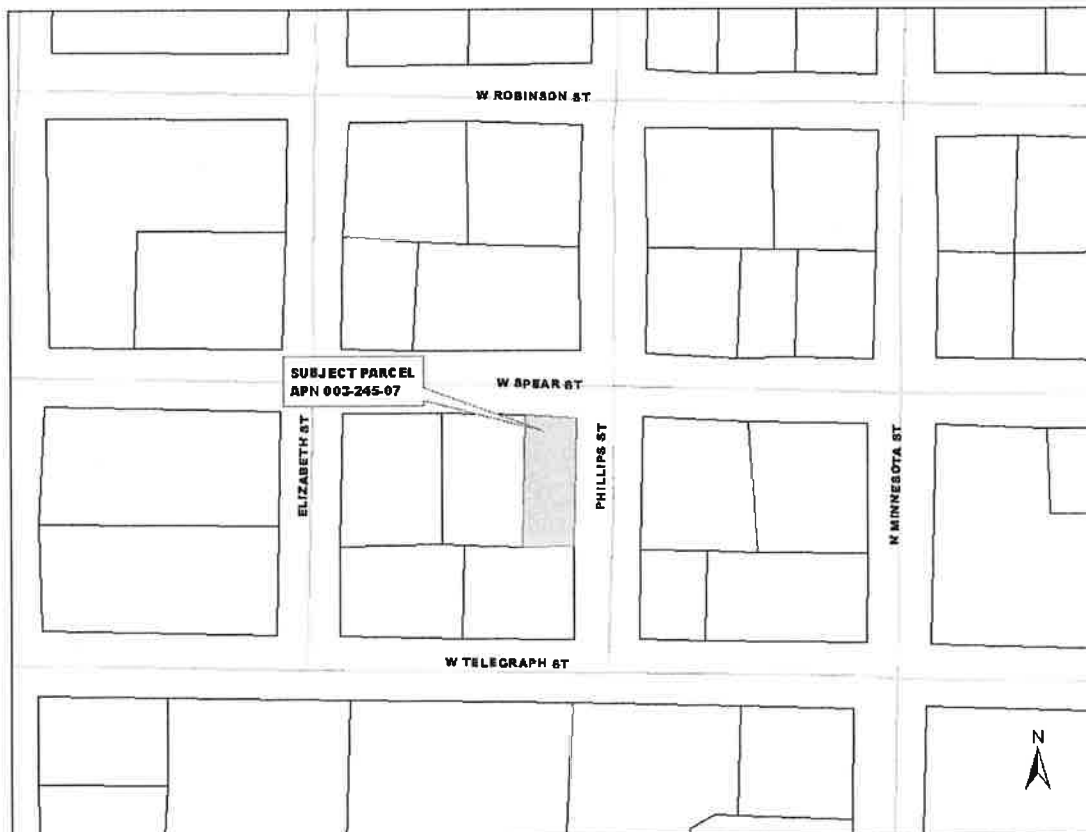 W ROBINSON ST
SUBJECT PARCEL
APN 003-245-07
W SPEAR ST
ELIZABETH ST
PHILLIPS ST
N MINNESOTA ST
W TELEGRAPH ST
N